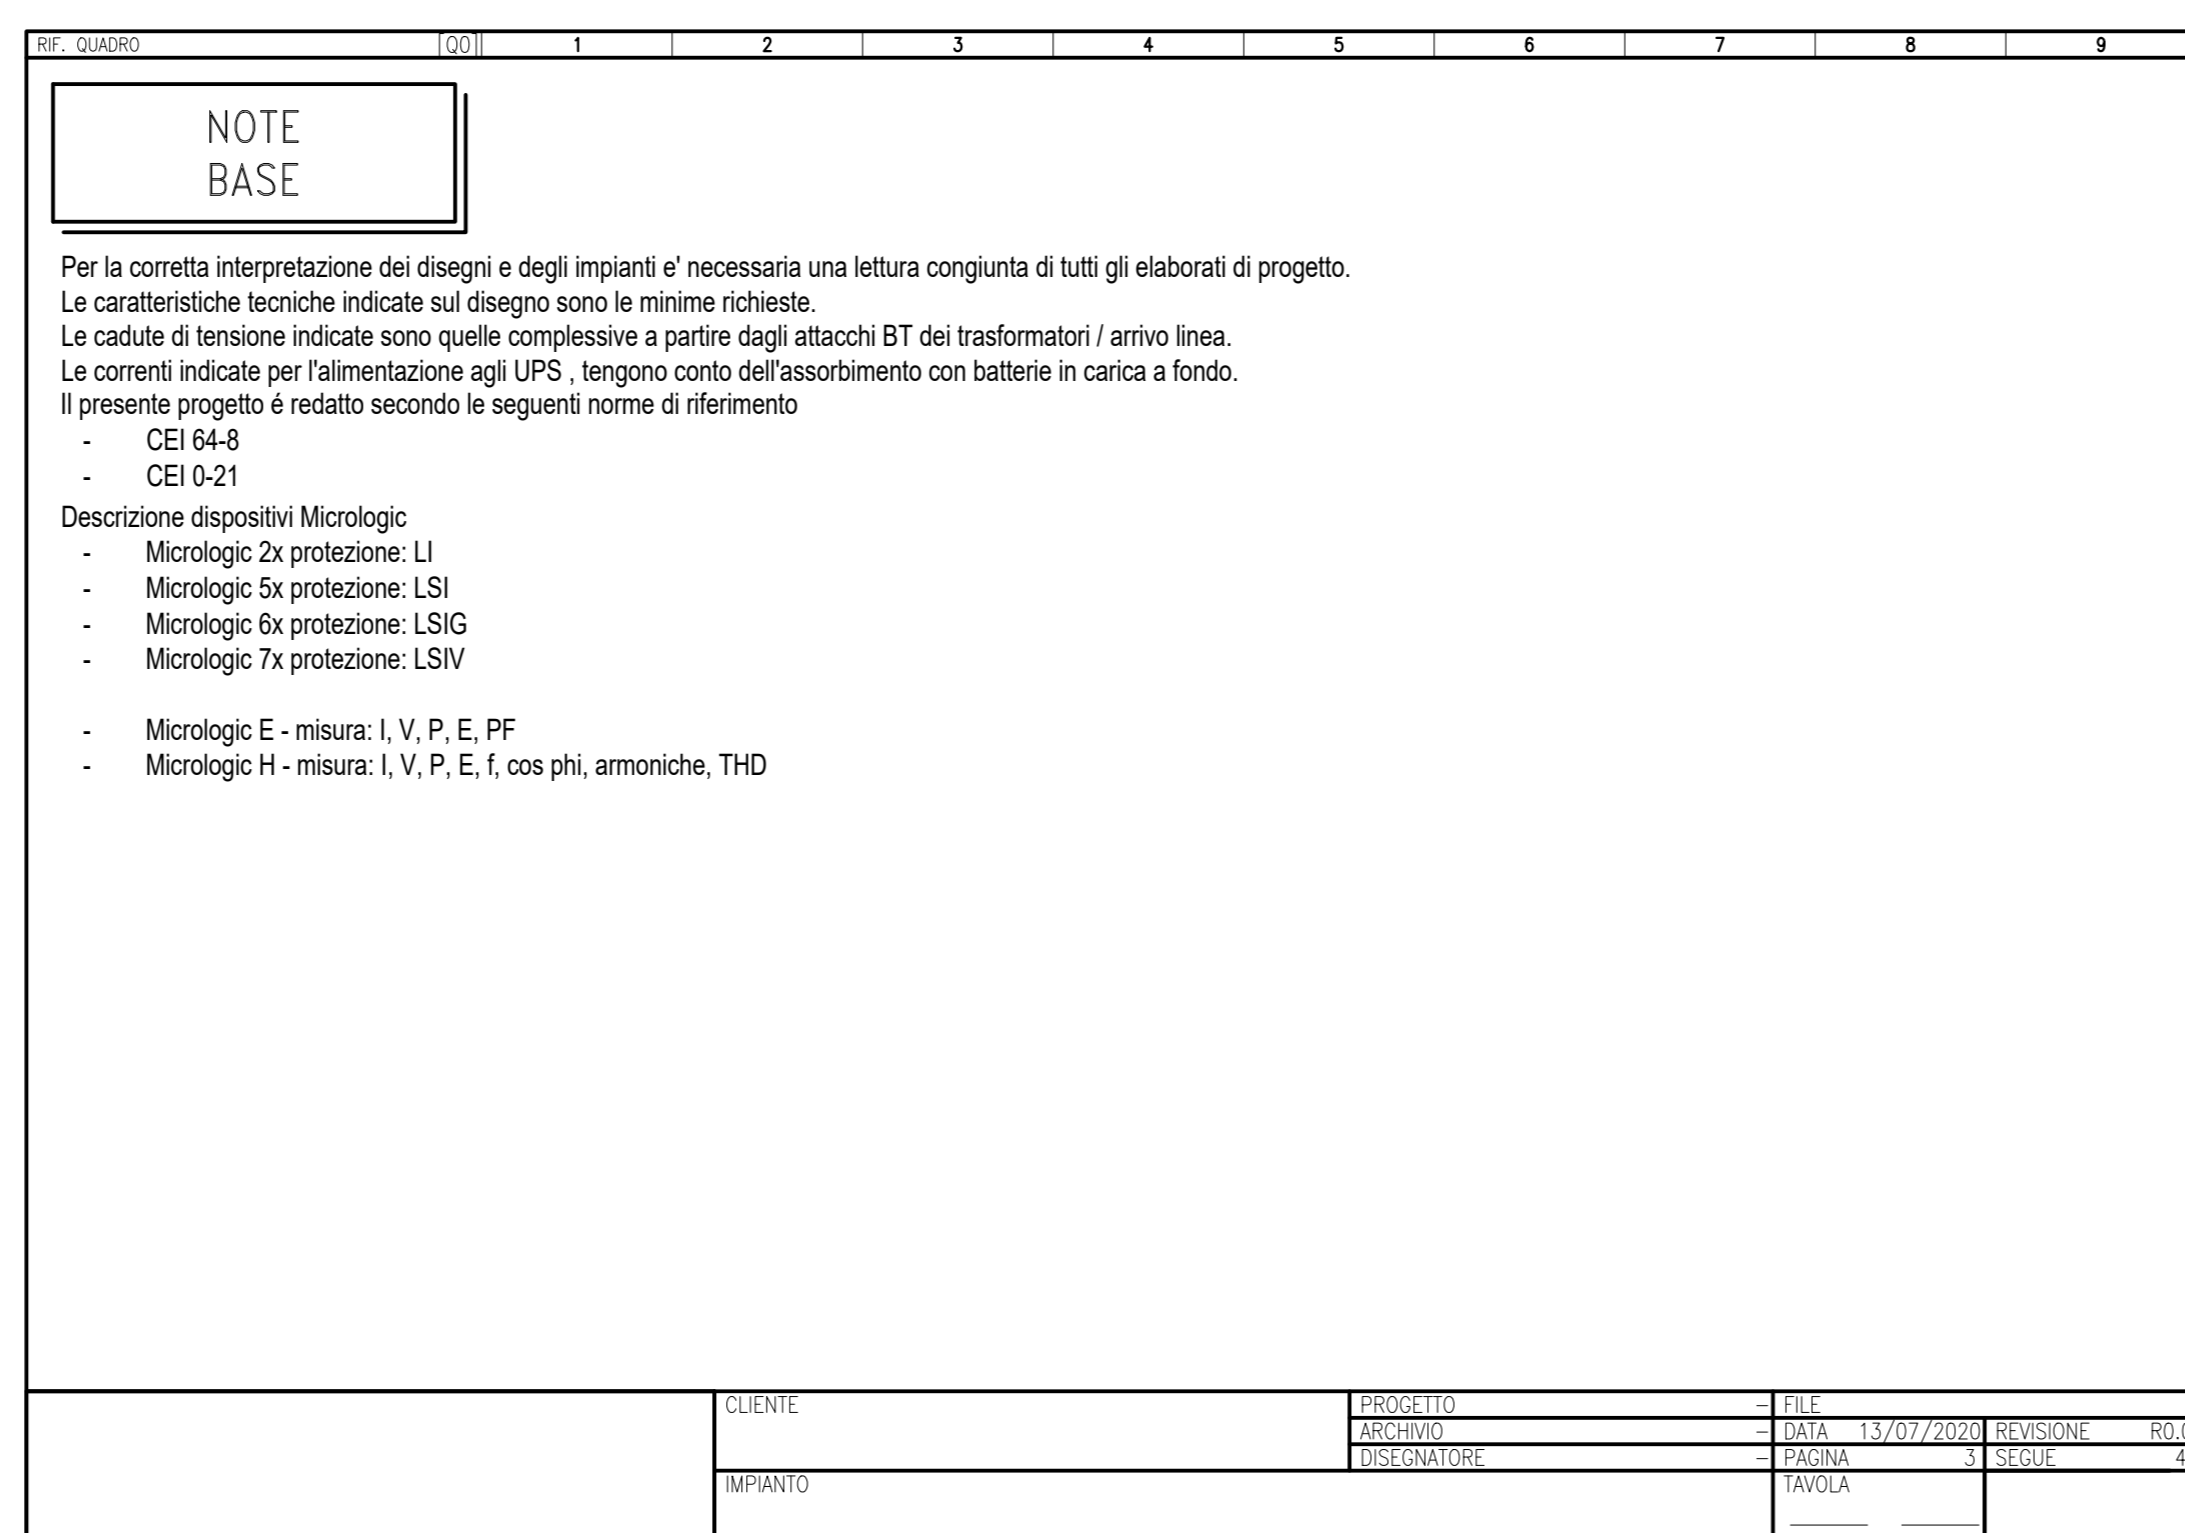 RIF. QUADRO Q0 1 2 3 4 5 6 7 8 9
NOTE
BASE
Per la corretta interpretazione dei disegni e degli impianti e' necessaria una lettura congiunta di tutti gli elaborati di progetto.
Le caratteristiche tecniche indicate sul disegno sono le minime richieste.
Le cadute di tensione indicate sono quelle complessive a partire dagli attacchi BT dei trasformatori / arrivo linea.
Le correnti indicate per l'alimentazione agli UPS , tengono conto dell'assorbimento con batterie in carica a fondo.
Il presente progetto é redatto secondo le seguenti norme di riferimento
- CEI 64-8
- CEI 0-21
Descrizione dispositivi Micrologic
- Micrologic 2x protezione: LI
- Micrologic 5x protezione: LSI
- Micrologic 6x protezione: LSIG
- Micrologic 7x protezione: LSIV
- Micrologic E - misura: I, V, P, E, PF
- Micrologic H - misura: I, V, P, E, f, cos phi, armoniche, THD
CLIENTE
PROGETTO - FILE
ARCHIVIO - DATA 13/07/2020 REVISIONE
DISEGNATORE - PAGINA 3 SEGUE 4
IMPIANTO TAVOLA